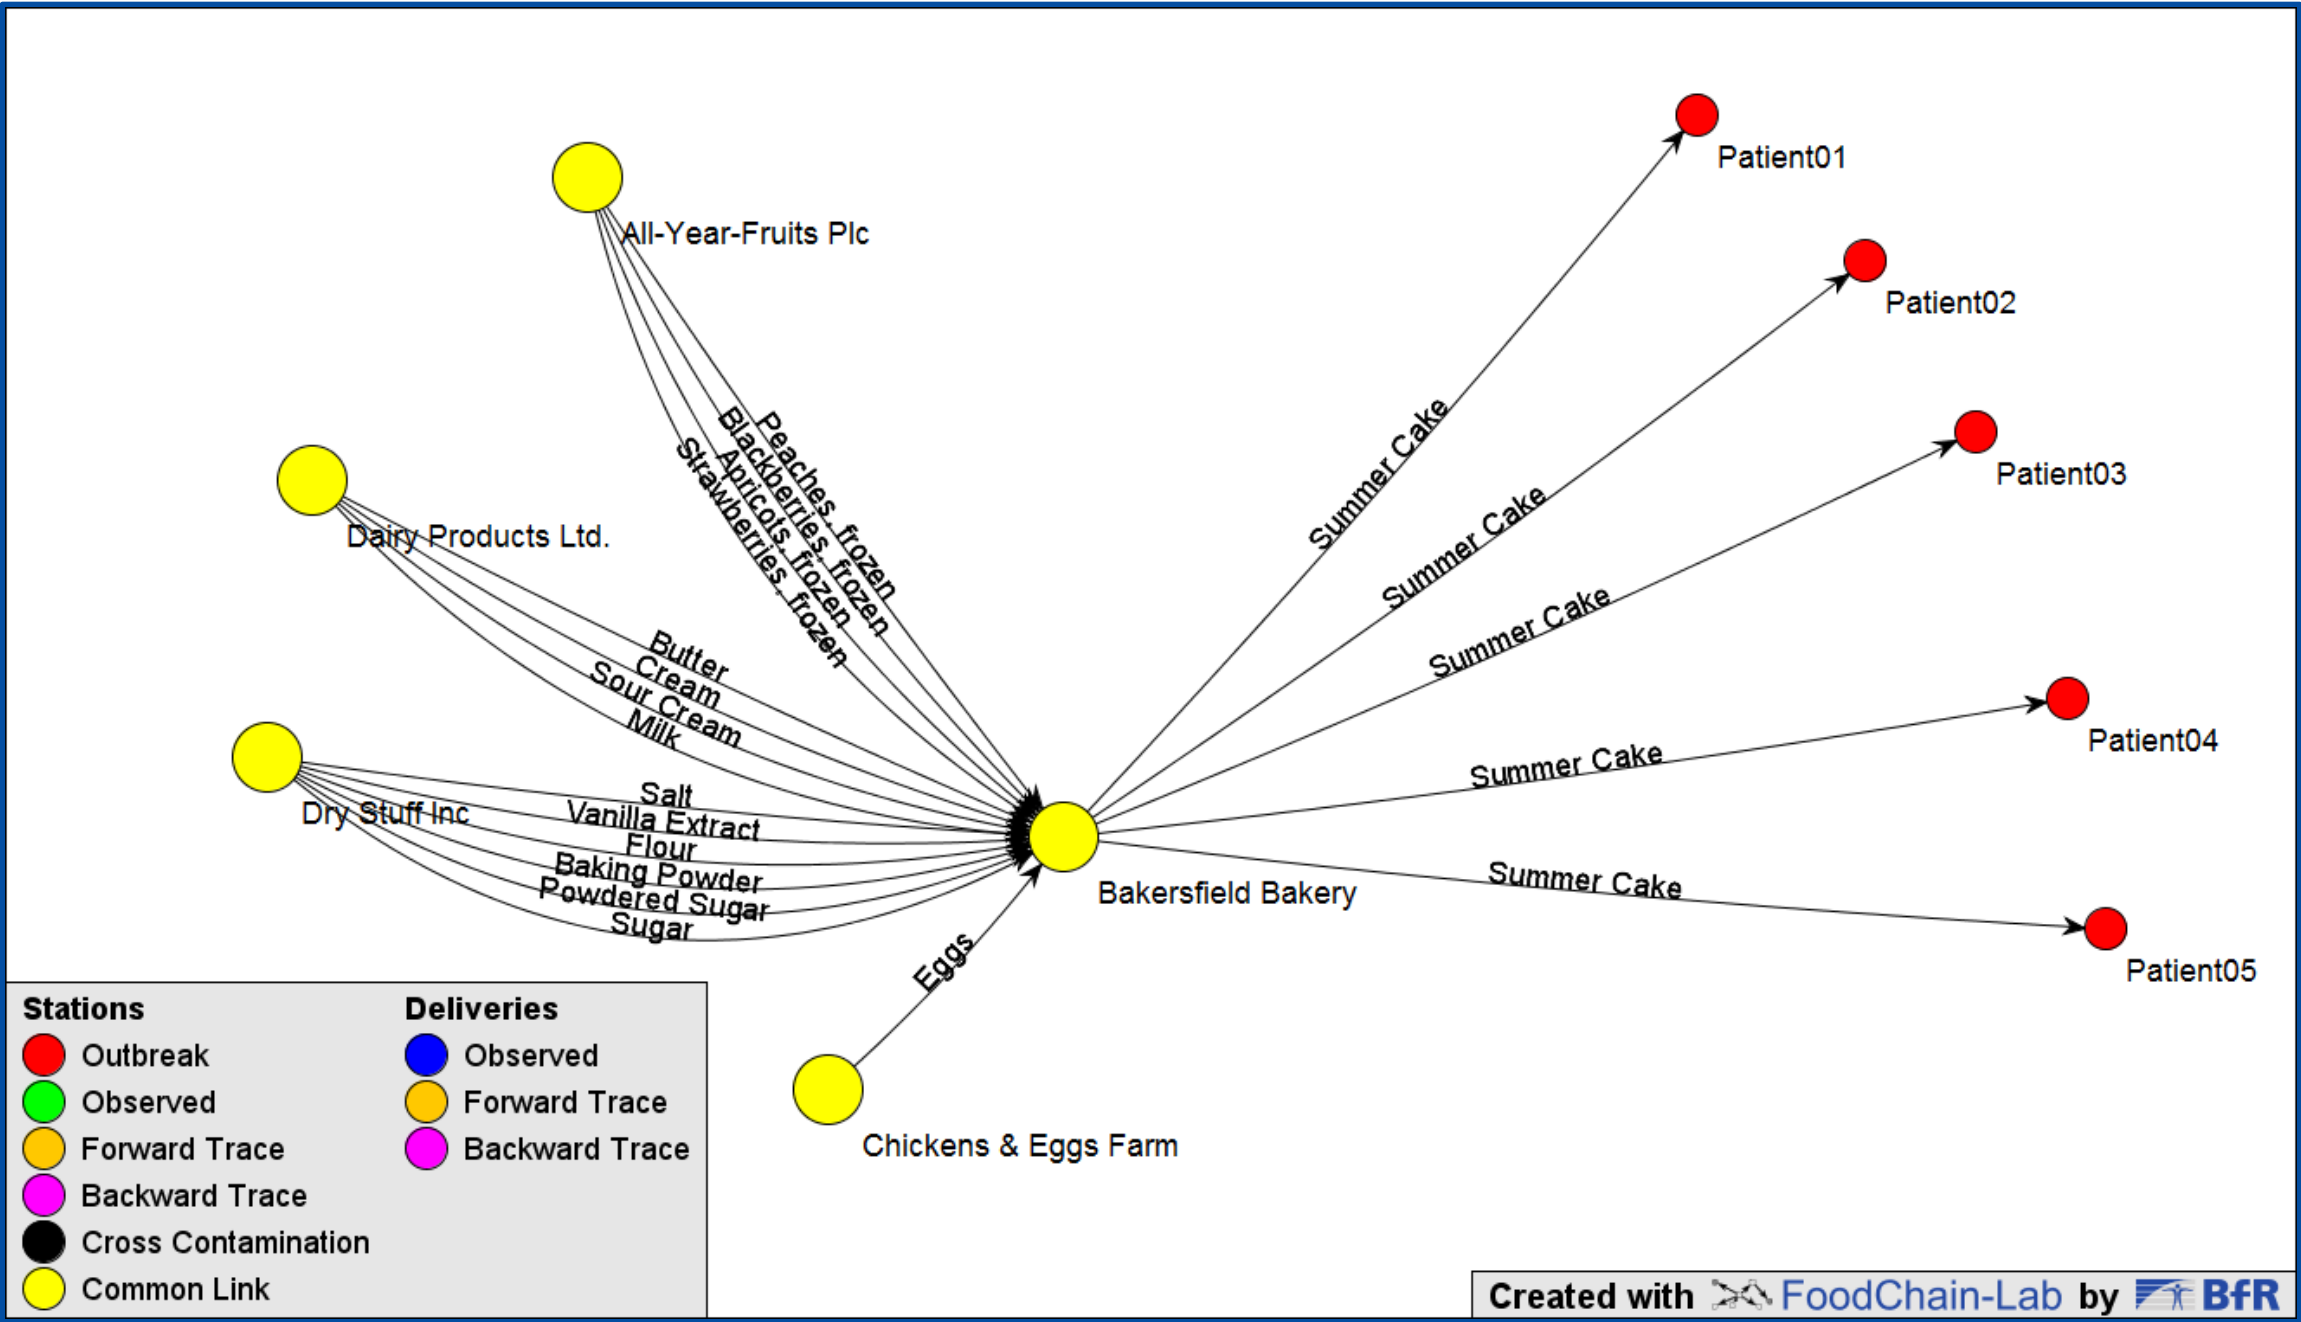 Patient01
All-Year-Fruits Plc
Patient02
Patient03
Summer Cake
Summer Cake
Summer Cake
Summer Cake
Summer Cake
Peaches, frozen
Blackberries, frozen
Apricots, frozen
Strawberries, frozen
Dairy Products Ltd.
Butter
Cream
Sour Cream
Milk
Patient04
Dry Stuff Inc
Salt
Vanilla Extract
Flour
Baking Powder
Powdered Sugar
Sugar
Bakersfield Bakery
Patient05
Eggs
Chickens & Eggs Farm
Stations
Outbreak
Observed
Forward Trace
Backward Trace
Cross Contamination
Common Link
Deliveries
Observed
Forward Trace
Backward Trace
Created with FoodChain-Lab by BfR